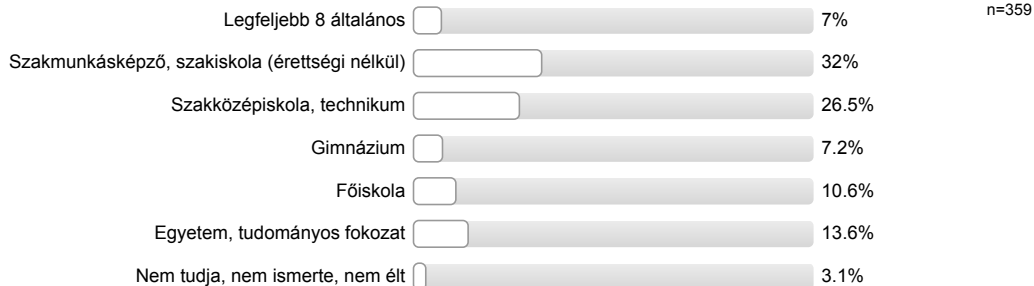 Legfeljebb 8 általános 7% n=359
Szakmunkásképző, szakiskola (érettségi nélkül) 32%
Szakközépiskola, technikum 26.5%
Gimnázium 7.2%
Főiskola 10.6%
Egyetem, tudományos fokozat 13.6%
Nem tudja, nem ismerte, nem élt 3.1%